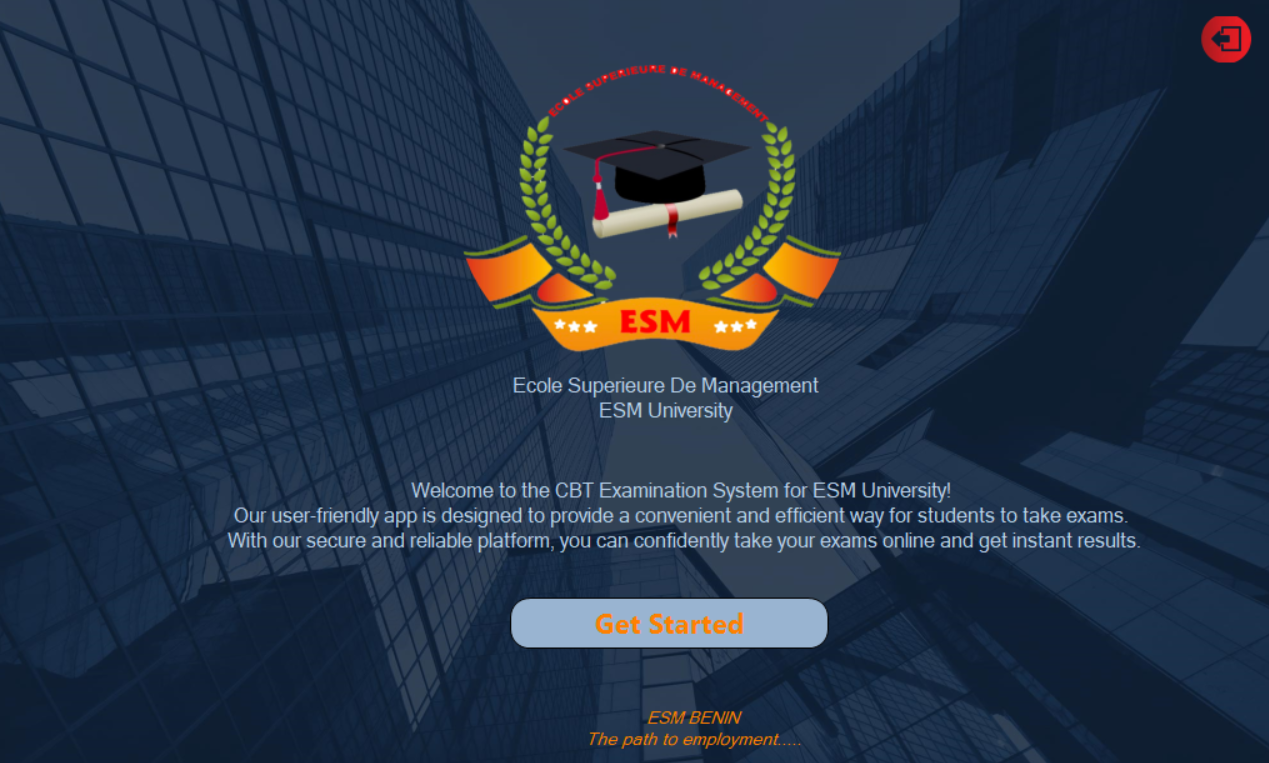 ECOLE SUPERIEURE DE MANAGEMENT
ESM
Ecole Superieure De Management
ESM University
Welcome to the CBT Examination System for ESM University!
Our user-friendly app is designed to provide a convenient and efficient way for students to take exams.
With our secure and reliable platform, you can confidently take your exams online and get instant results.
Get Started
ESM BENIN
The path to employment.....